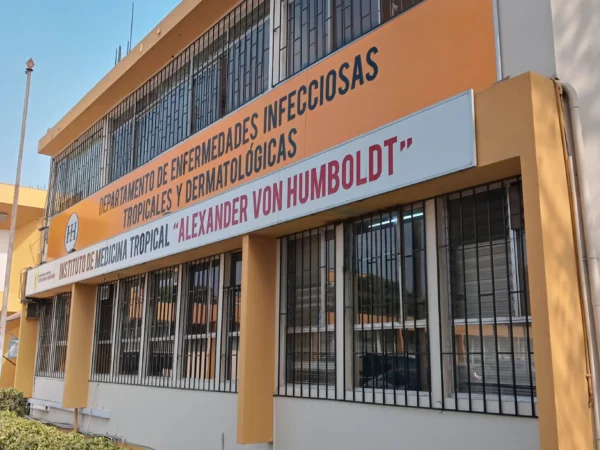 DEPARTAMENTO DE ENFERMEDADES INFECCIOSAS
TROPICALES Y DERMATOLÓGICAS
INSTITUTO DE MEDICINA TROPICAL "ALEXANDER VON HUMBOLDT"